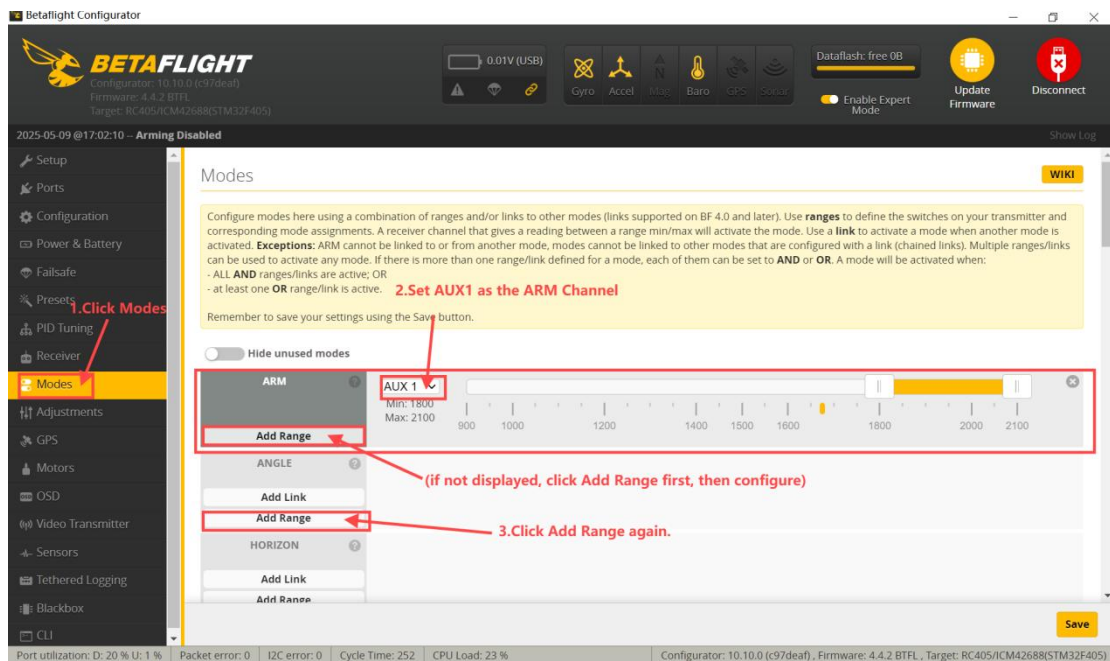 Betaflight Configurator
BETAFLIGHT
Configurator: 10.10.0 (c97deaf)
Firmware: 4.4.2 BTFL
Target: RC405/ICM42688(STM32F405)
0.01V (USB)
Gyro Accel Mag Baro GPS Sonar
Dataflash: free 0B
Enable Expert
Mode
Update
Firmware
Disconnect
2025-05-09 @17:02:10 -- Arming Disabled
Show Log
Setup
Ports
Configuration
Power & Battery
Failsafe
Presets
PID Tuning
Receiver
Modes
Adjustments
GPS
Motors
OSD
Video Transmitter
Sensors
Tethered Logging
Blackbox
CLI
1.Click Modes
Modes
WIKI
Configure modes here using a combination of ranges and/or links to other modes (links supported on BF 4.0 and later). Use ranges to define the switches on your transmitter and
corresponding mode assignments. A receiver channel that gives a reading between a range min/max will activate the mode. Use a link to activate a mode when another mode is
activated. Exceptions: ARM cannot be linked to or from another mode, modes cannot be linked to other modes that are configured with a link (chained links). Multiple ranges/links
can be used to activate any mode. If there is more than one range/link defined for a mode, each of them can be set to AND or OR. A mode will be activated when:
- ALL AND ranges/links are active; OR
- at least one OR range/link is active.
2.Set AUX1 as the ARM Channel
Remember to save your settings using the Save button.
Hide unused modes
ARM
AUX 1
Min: 1800
Max: 2100
900 1000 1200 1400 1500 1600 1800 2000 2100
Add Range
ANGLE
(if not displayed, click Add Range first, then configure)
Add Link
Add Range
3.Click Add Range again.
HORIZON
Add Link
Add Range
Save
Port utilization: D: 20 % U: 1 % Packet error: 0 I2C error: 0 Cycle Time: 252 CPU Load: 23 % Configurator: 10.10.0 (c97deaf) , Firmware: 4.4.2 BTFL , Target: RC405/ICM42688(STM32F405)